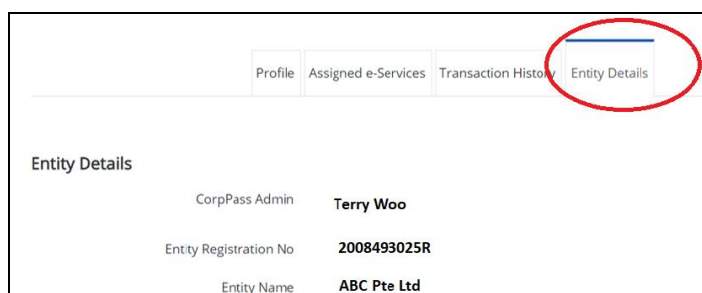 Profile Assigned e-Services Transaction History Entity Details
Entity Details
CorpPass Admin Terry Woo
Entity Registration No 2008493025R
Entity Name ABC Pte Ltd